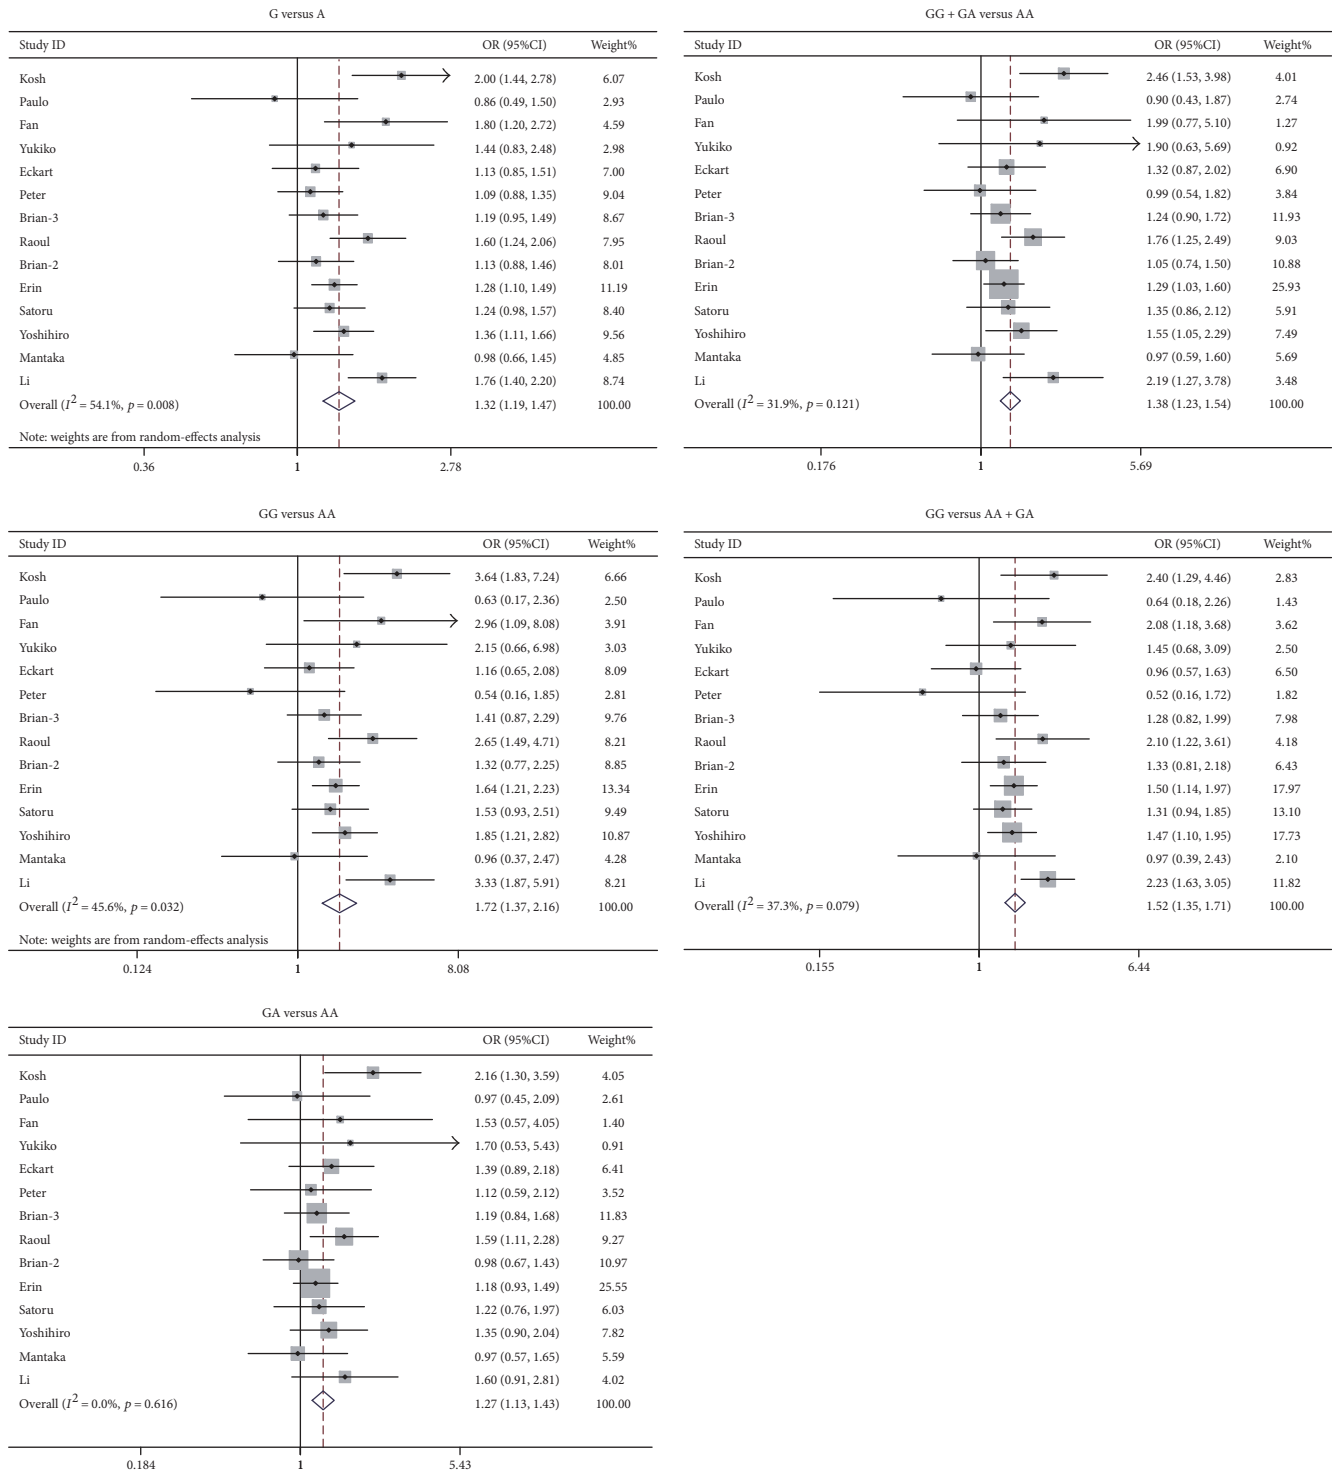 G versus A
Study ID OR (95%CI) Weight%
Kosh 2.00 (1.44, 2.78) 6.07
Paulo 0.86 (0.49, 1.50) 2.93
Fan 1.80 (1.20, 2.72) 4.59
Yukiko 1.44 (0.83, 2.48) 2.98
Eckart 1.13 (0.85, 1.51) 7.00
Peter 1.09 (0.88, 1.35) 9.04
Brian-3 1.19 (0.95, 1.49) 8.67
Raoul 1.60 (1.24, 2.06) 7.95
Brian-2 1.13 (0.88, 1.46) 8.01
Erin 1.28 (1.10, 1.49) 11.19
Satoru 1.24 (0.98, 1.57) 8.40
Yoshihiro 1.36 (1.11, 1.66) 9.56
Mantaka 0.98 (0.66, 1.45) 4.85
Li 1.76 (1.40, 2.20) 8.74
Overall (I² = 54.1%, p = 0.008) 1.32 (1.19, 1.47) 100.00
Note: weights are from random-effects analysis
0.36 1 2.78
GG + GA versus AA
Study ID OR (95%CI) Weight%
Kosh 2.46 (1.53, 3.98) 4.01
Paulo 0.90 (0.43, 1.87) 2.74
Fan 1.99 (0.77, 5.10) 1.27
Yukiko 1.90 (0.63, 5.69) 0.92
Eckart 1.32 (0.87, 2.02) 6.90
Peter 0.99 (0.54, 1.82) 3.84
Brian-3 1.24 (0.90, 1.72) 11.93
Raoul 1.76 (1.25, 2.49) 9.03
Brian-2 1.05 (0.74, 1.50) 10.88
Erin 1.29 (1.03, 1.60) 25.93
Satoru 1.35 (0.86, 2.12) 5.91
Yoshihiro 1.55 (1.05, 2.29) 7.49
Mantaka 0.97 (0.59, 1.60) 5.69
Li 2.19 (1.27, 3.78) 3.48
Overall (I² = 31.9%, p = 0.121) 1.38 (1.23, 1.54) 100.00
0.176 1 5.69
GG versus AA
Study ID OR (95%CI) Weight%
Kosh 3.64 (1.83, 7.24) 6.66
Paulo 0.63 (0.17, 2.36) 2.50
Fan 2.96 (1.09, 8.08) 3.91
Yukiko 2.15 (0.66, 6.98) 3.03
Eckart 1.16 (0.65, 2.08) 8.09
Peter 0.54 (0.16, 1.85) 2.81
Brian-3 1.41 (0.87, 2.29) 9.76
Raoul 2.65 (1.49, 4.71) 8.21
Brian-2 1.32 (0.77, 2.25) 8.85
Erin 1.64 (1.21, 2.23) 13.34
Satoru 1.53 (0.93, 2.51) 9.49
Yoshihiro 1.85 (1.21, 2.82) 10.87
Mantaka 0.96 (0.37, 2.47) 4.28
Li 3.33 (1.87, 5.91) 8.21
Overall (I² = 45.6%, p = 0.032) 1.72 (1.37, 2.16) 100.00
Note: weights are from random-effects analysis
0.124 1 8.08
GG versus AA + GA
Study ID OR (95%CI) Weight%
Kosh 2.40 (1.29, 4.46) 2.83
Paulo 0.64 (0.18, 2.26) 1.43
Fan 2.08 (1.18, 3.68) 3.62
Yukiko 1.45 (0.68, 3.09) 2.50
Eckart 0.96 (0.57, 1.63) 6.50
Peter 0.52 (0.16, 1.72) 1.82
Brian-3 1.28 (0.82, 1.99) 7.98
Raoul 2.10 (1.22, 3.61) 4.18
Brian-2 1.33 (0.81, 2.18) 6.43
Erin 1.50 (1.14, 1.97) 17.97
Satoru 1.31 (0.94, 1.85) 13.10
Yoshihiro 1.47 (1.10, 1.95) 17.73
Mantaka 0.97 (0.39, 2.43) 2.10
Li 2.23 (1.63, 3.05) 11.82
Overall (I² = 37.3%, p = 0.079) 1.52 (1.35, 1.71) 100.00
0.155 1 6.44
GA versus AA
Study ID OR (95%CI) Weight%
Kosh 2.16 (1.30, 3.59) 4.05
Paulo 0.97 (0.45, 2.09) 2.61
Fan 1.53 (0.57, 4.05) 1.40
Yukiko 1.70 (0.53, 5.43) 0.91
Eckart 1.39 (0.89, 2.18) 6.41
Peter 1.12 (0.59, 2.12) 3.52
Brian-3 1.19 (0.84, 1.68) 11.83
Raoul 1.59 (1.11, 2.28) 9.27
Brian-2 0.98 (0.67, 1.43) 10.97
Erin 1.18 (0.93, 1.49) 25.55
Satoru 1.22 (0.76, 1.97) 6.03
Yoshihiro 1.35 (0.90, 2.04) 7.82
Mantaka 0.97 (0.57, 1.65) 5.59
Li 1.60 (0.91, 2.81) 4.02
Overall (I² = 0.0%, p = 0.616) 1.27 (1.13, 1.43) 100.00
0.184 1 5.43